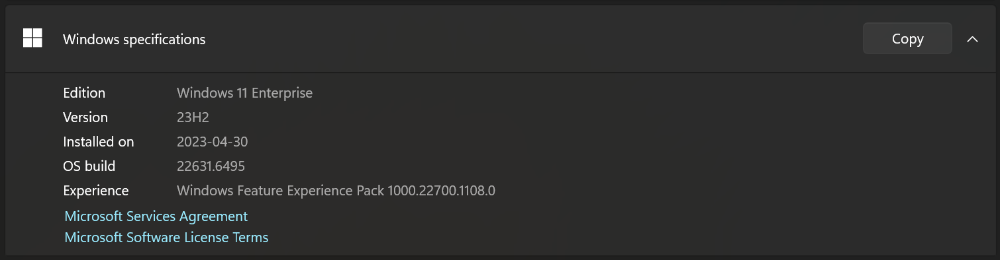 Windows specifications
Copy
Edition Windows 11 Enterprise
Version 23H2
Installed on 2023-04-30
OS build 22631.6495
Experience Windows Feature Experience Pack 1000.22700.1108.0
Microsoft Services Agreement
Microsoft Software License Terms